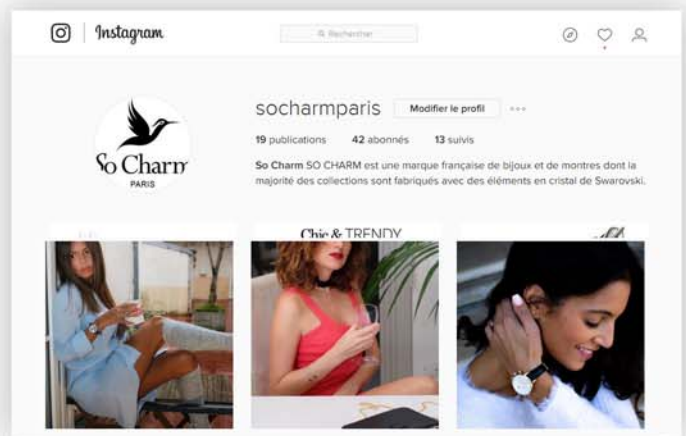 Instagram
Rechercher
socharmparis Modifier le profil
19 publications 42 abonnés 13 suivis
So Charm SO CHARM est une marque française de bijoux et de montres dont la
majorité des collections sont fabriqués avec des éléments en cristal de Swarovski.
So Charm
PARIS
Chic & TRENDY